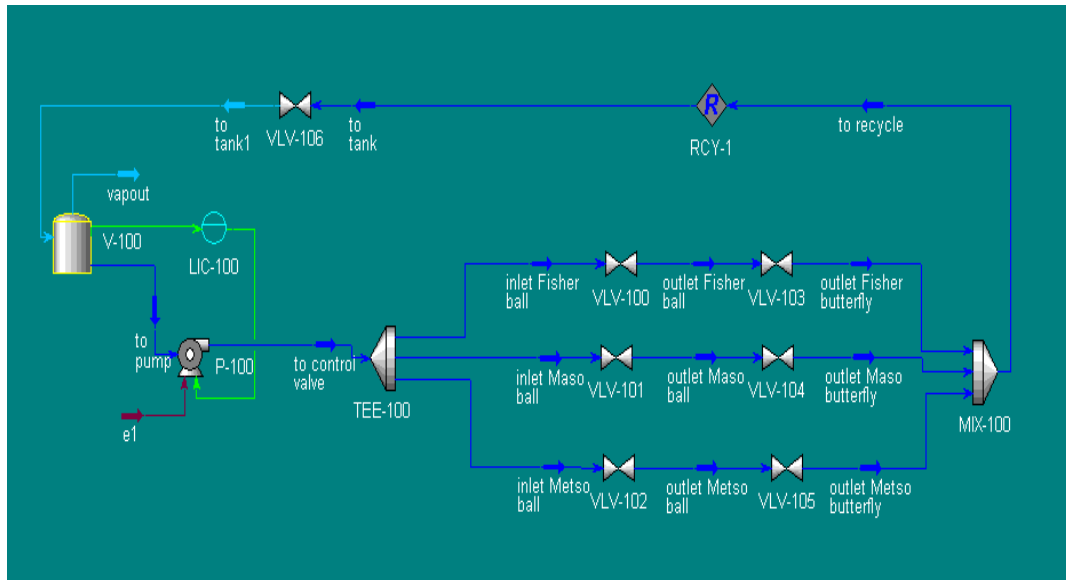 R
to
tank1
VLV-106
to
tank
to recycle
RCY-1
vapout
V-100
LIC-100
inlet Fisher
ball
VLV-100
outlet Fisher
ball
VLV-103
outlet Fisher
butterfly
to
pump
P-100
to control
valve
TEE-100
inlet Maso
ball
VLV-101
outlet Maso
ball
VLV-104
outlet Maso
butterfly
MIX-100
e1
inlet Metso
ball
VLV-102
outlet Metso
ball
VLV-105
outlet Metso
butterfly